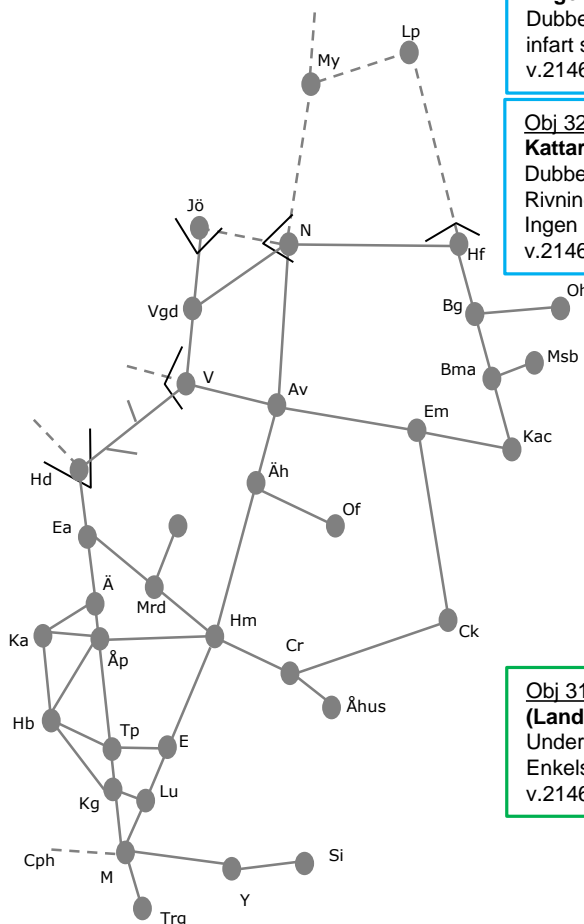 Dubbe
infart s
v.2146
Obj 32
Kattar
Dubbe
Rivnin
Ingen
v.2146
Lp
My
Jö
N
Hf
Vgd
Bg
Oh
V
Bma
Msb
Av
Em
Kac
Hd
Äh
Of
Ea
Ä
Mrd
Hm
Ka
Åp
Cr
Ck
Åhus
Hb
Tp
E
Kg
Lu
Cph
M
Y
Si
Trg
Obj 31
(Land
Under
Enkels
v.2146